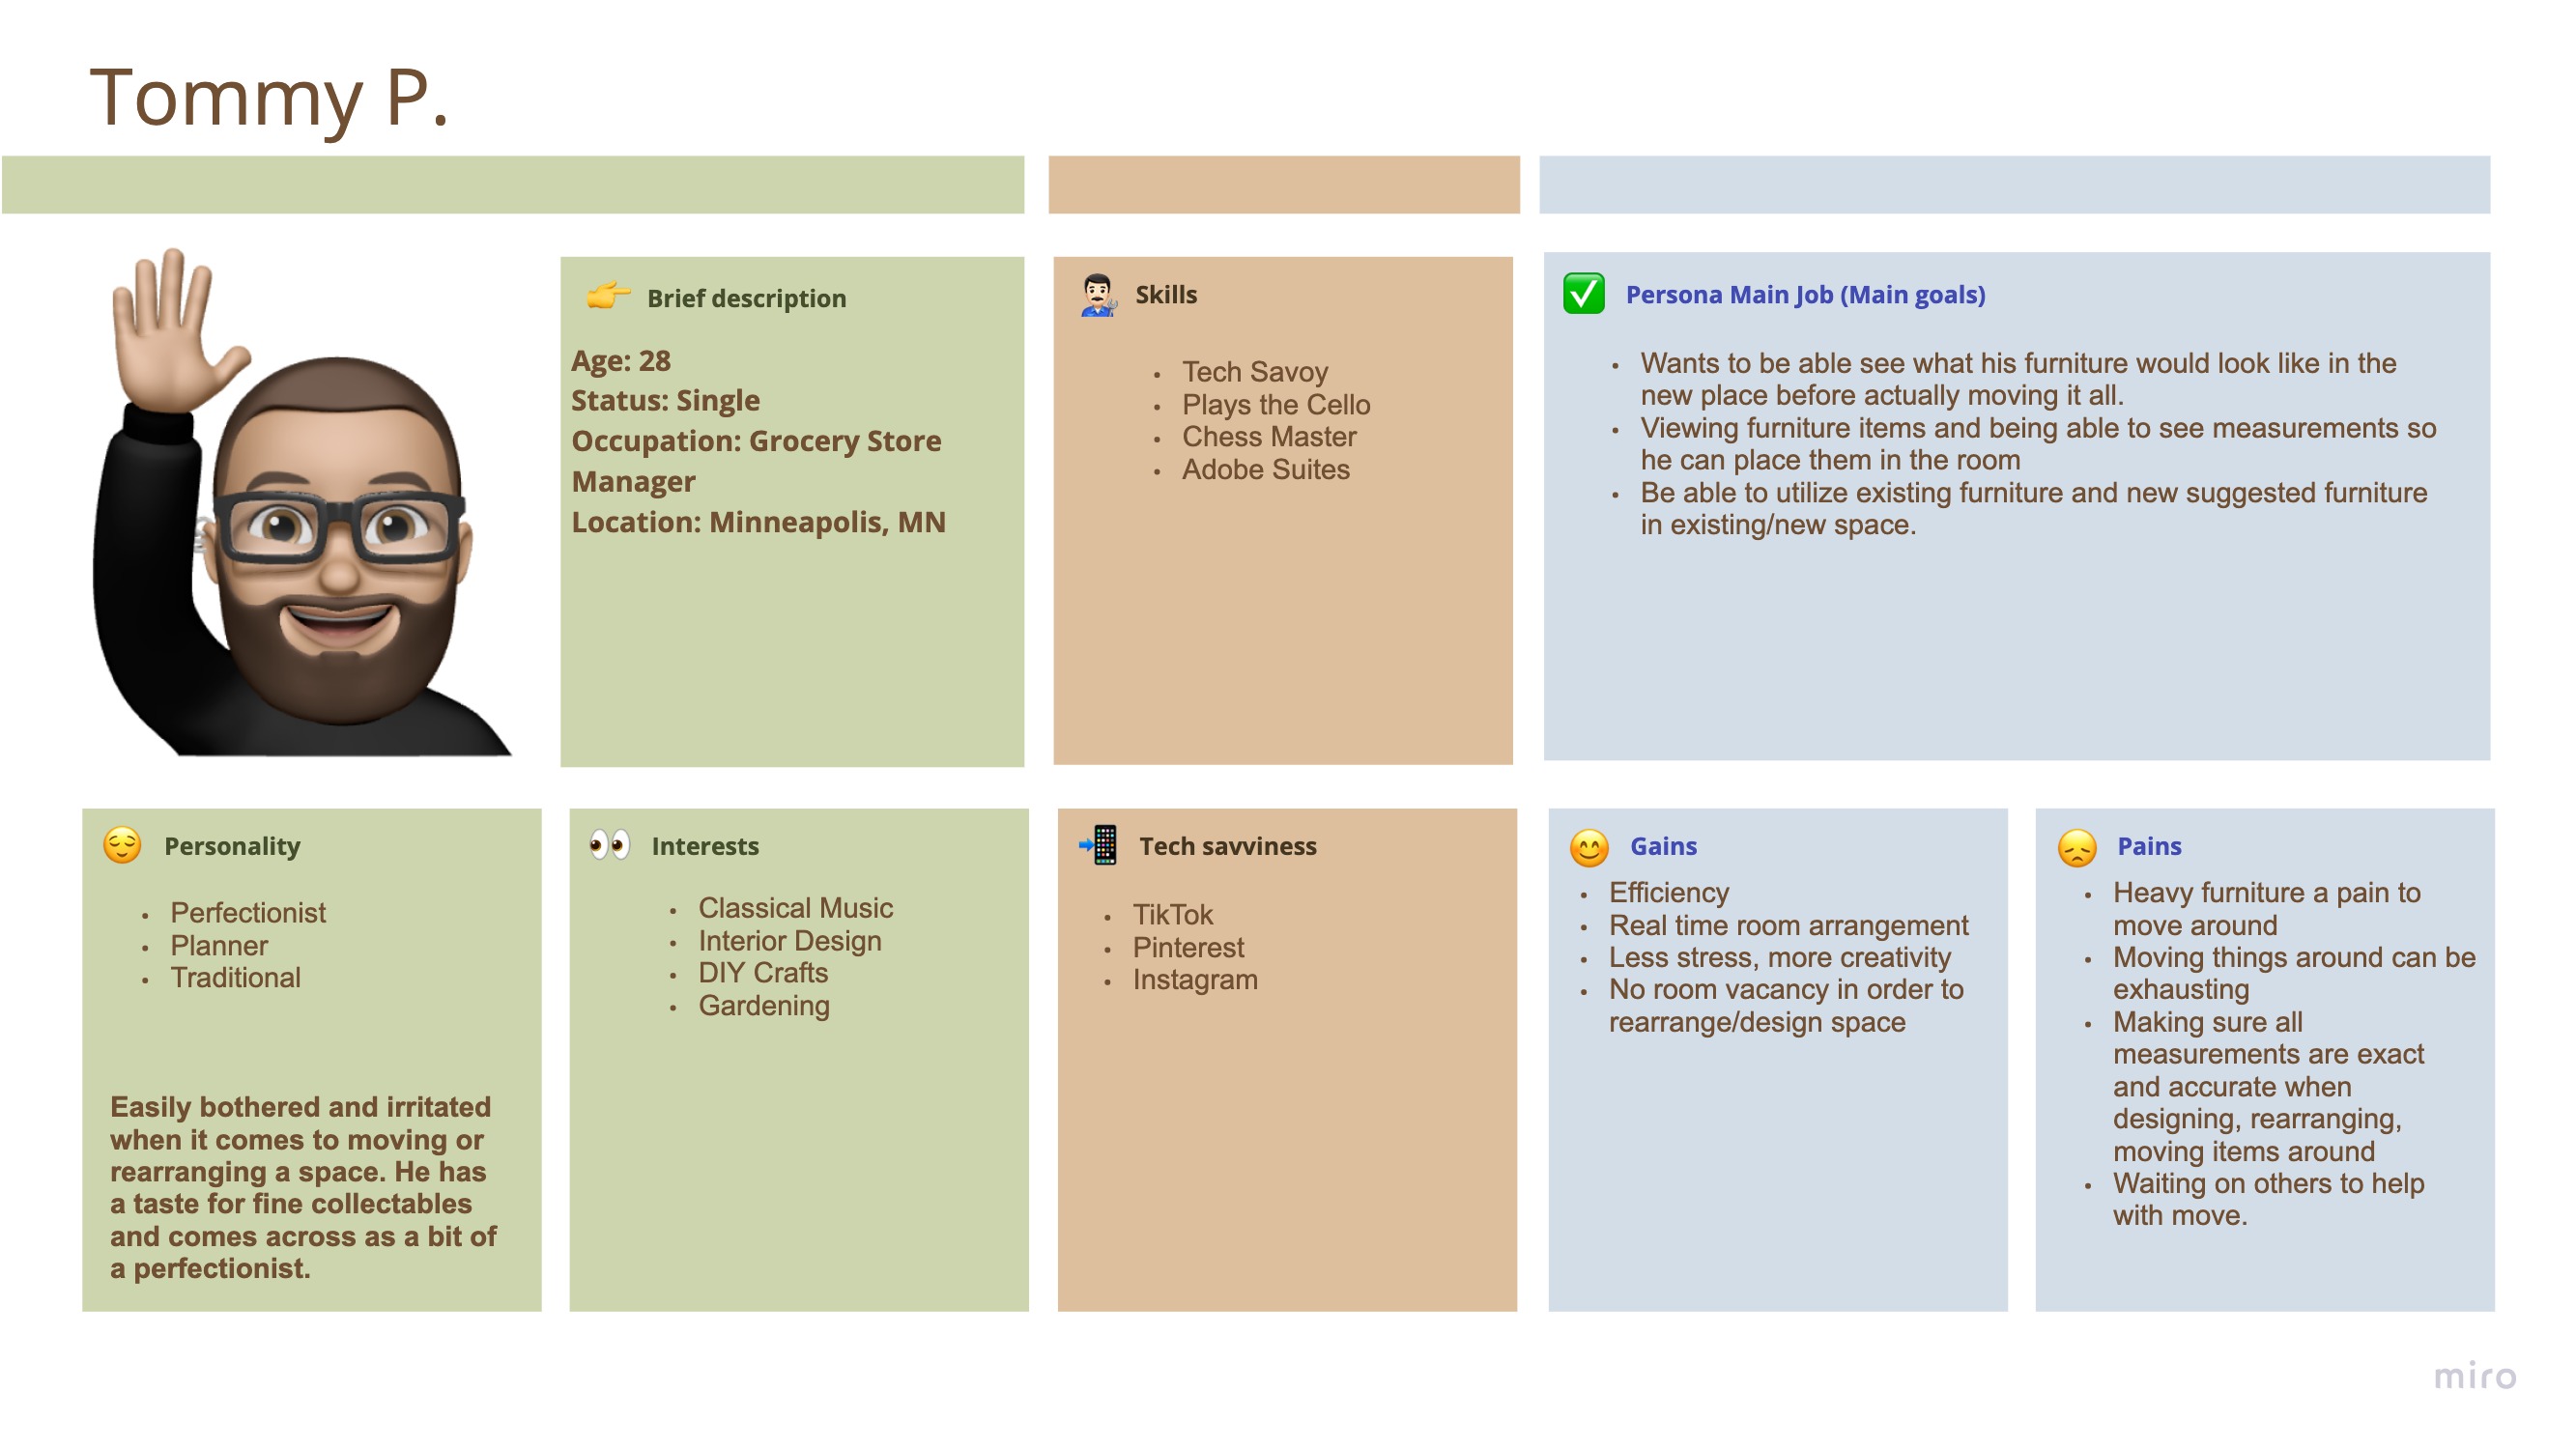 Tommy P.
Brief description
Age: 28
Status: Single
Occupation: Grocery Store
Manager
Location: Minneapolis, MN
Skills
• Tech Savoy
• Plays the Cello
• Chess Master
• Adobe Suites
Persona Main Job (Main goals)
• Wants to be able see what his furniture would look like in the
new place before actually moving it all.
• Viewing furniture items and being able to see measurements so
he can place them in the room
• Be able to utilize existing furniture and new suggested furniture
in existing/new space.
Personality
• Perfectionist
• Planner
• Traditional
Easily bothered and irritated
when it comes to moving or
rearranging a space. He has
a taste for fine collectables
and comes across as a bit of
a perfectionist.
Interests
• Classical Music
• Interior Design
• DIY Crafts
• Gardening
Tech savviness
• TikTok
• Pinterest
• Instagram
Gains
• Efficiency
• Real time room arrangement
• Less stress, more creativity
• No room vacancy in order to
rearrange/design space
Pains
• Heavy furniture a pain to
move around
• Moving things around can be
exhausting
• Making sure all
measurements are exact
and accurate when
designing, rearranging,
moving items around
• Waiting on others to help
with move.
miro